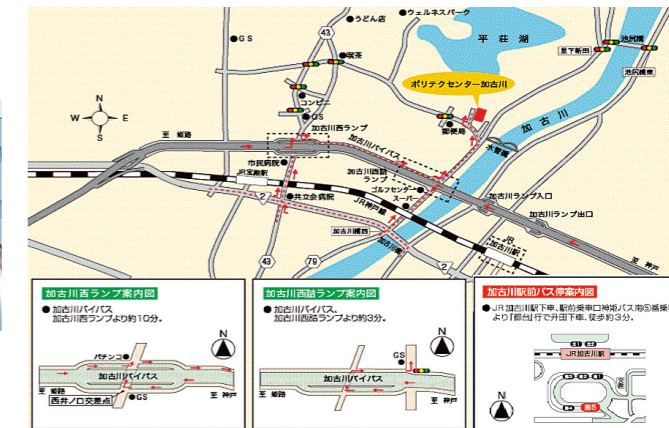 ウェルネスパーク
うどん店
43
GS
喫茶
平荘湖
里下新田
池尻橋
池尻橋東
ポリテクセンター加古川
コンビニ
GS
郵便局
加古川
水管橋
N
W
E
S
至 姫路
加古川西ランプ
加古川バイパス
市民病院
JR宝殿駅
加古川西詰
ランプ
ゴルフセンター
スーパー
加古川ランプ入口
加古川ランプ出口
2
共立会病院
JR神戸線
加古川橋西
加古川橋
JR
加古川駅
43
79
2
至 神戸
加古川西ランプ案内図
● 加古川バイパス
加古川西ランプより約10分。
N
パチンコ
加古川バイパス
至 姫路
西井ノ口交差点
GS
至 神戸
加古川西詰ランプ案内図
● 加古川バイパス、
加古川西詰ランプより約3分。
N
GS
加古川バイパス
至 姫路
至 神戸
加古川駅前バス停案内図
● JR加古川駅下車、駅前乗車口神姫バス南⑤番乗場
より「都台」行で升田下車、徒歩約3分。
JR加古川駅
南5
N